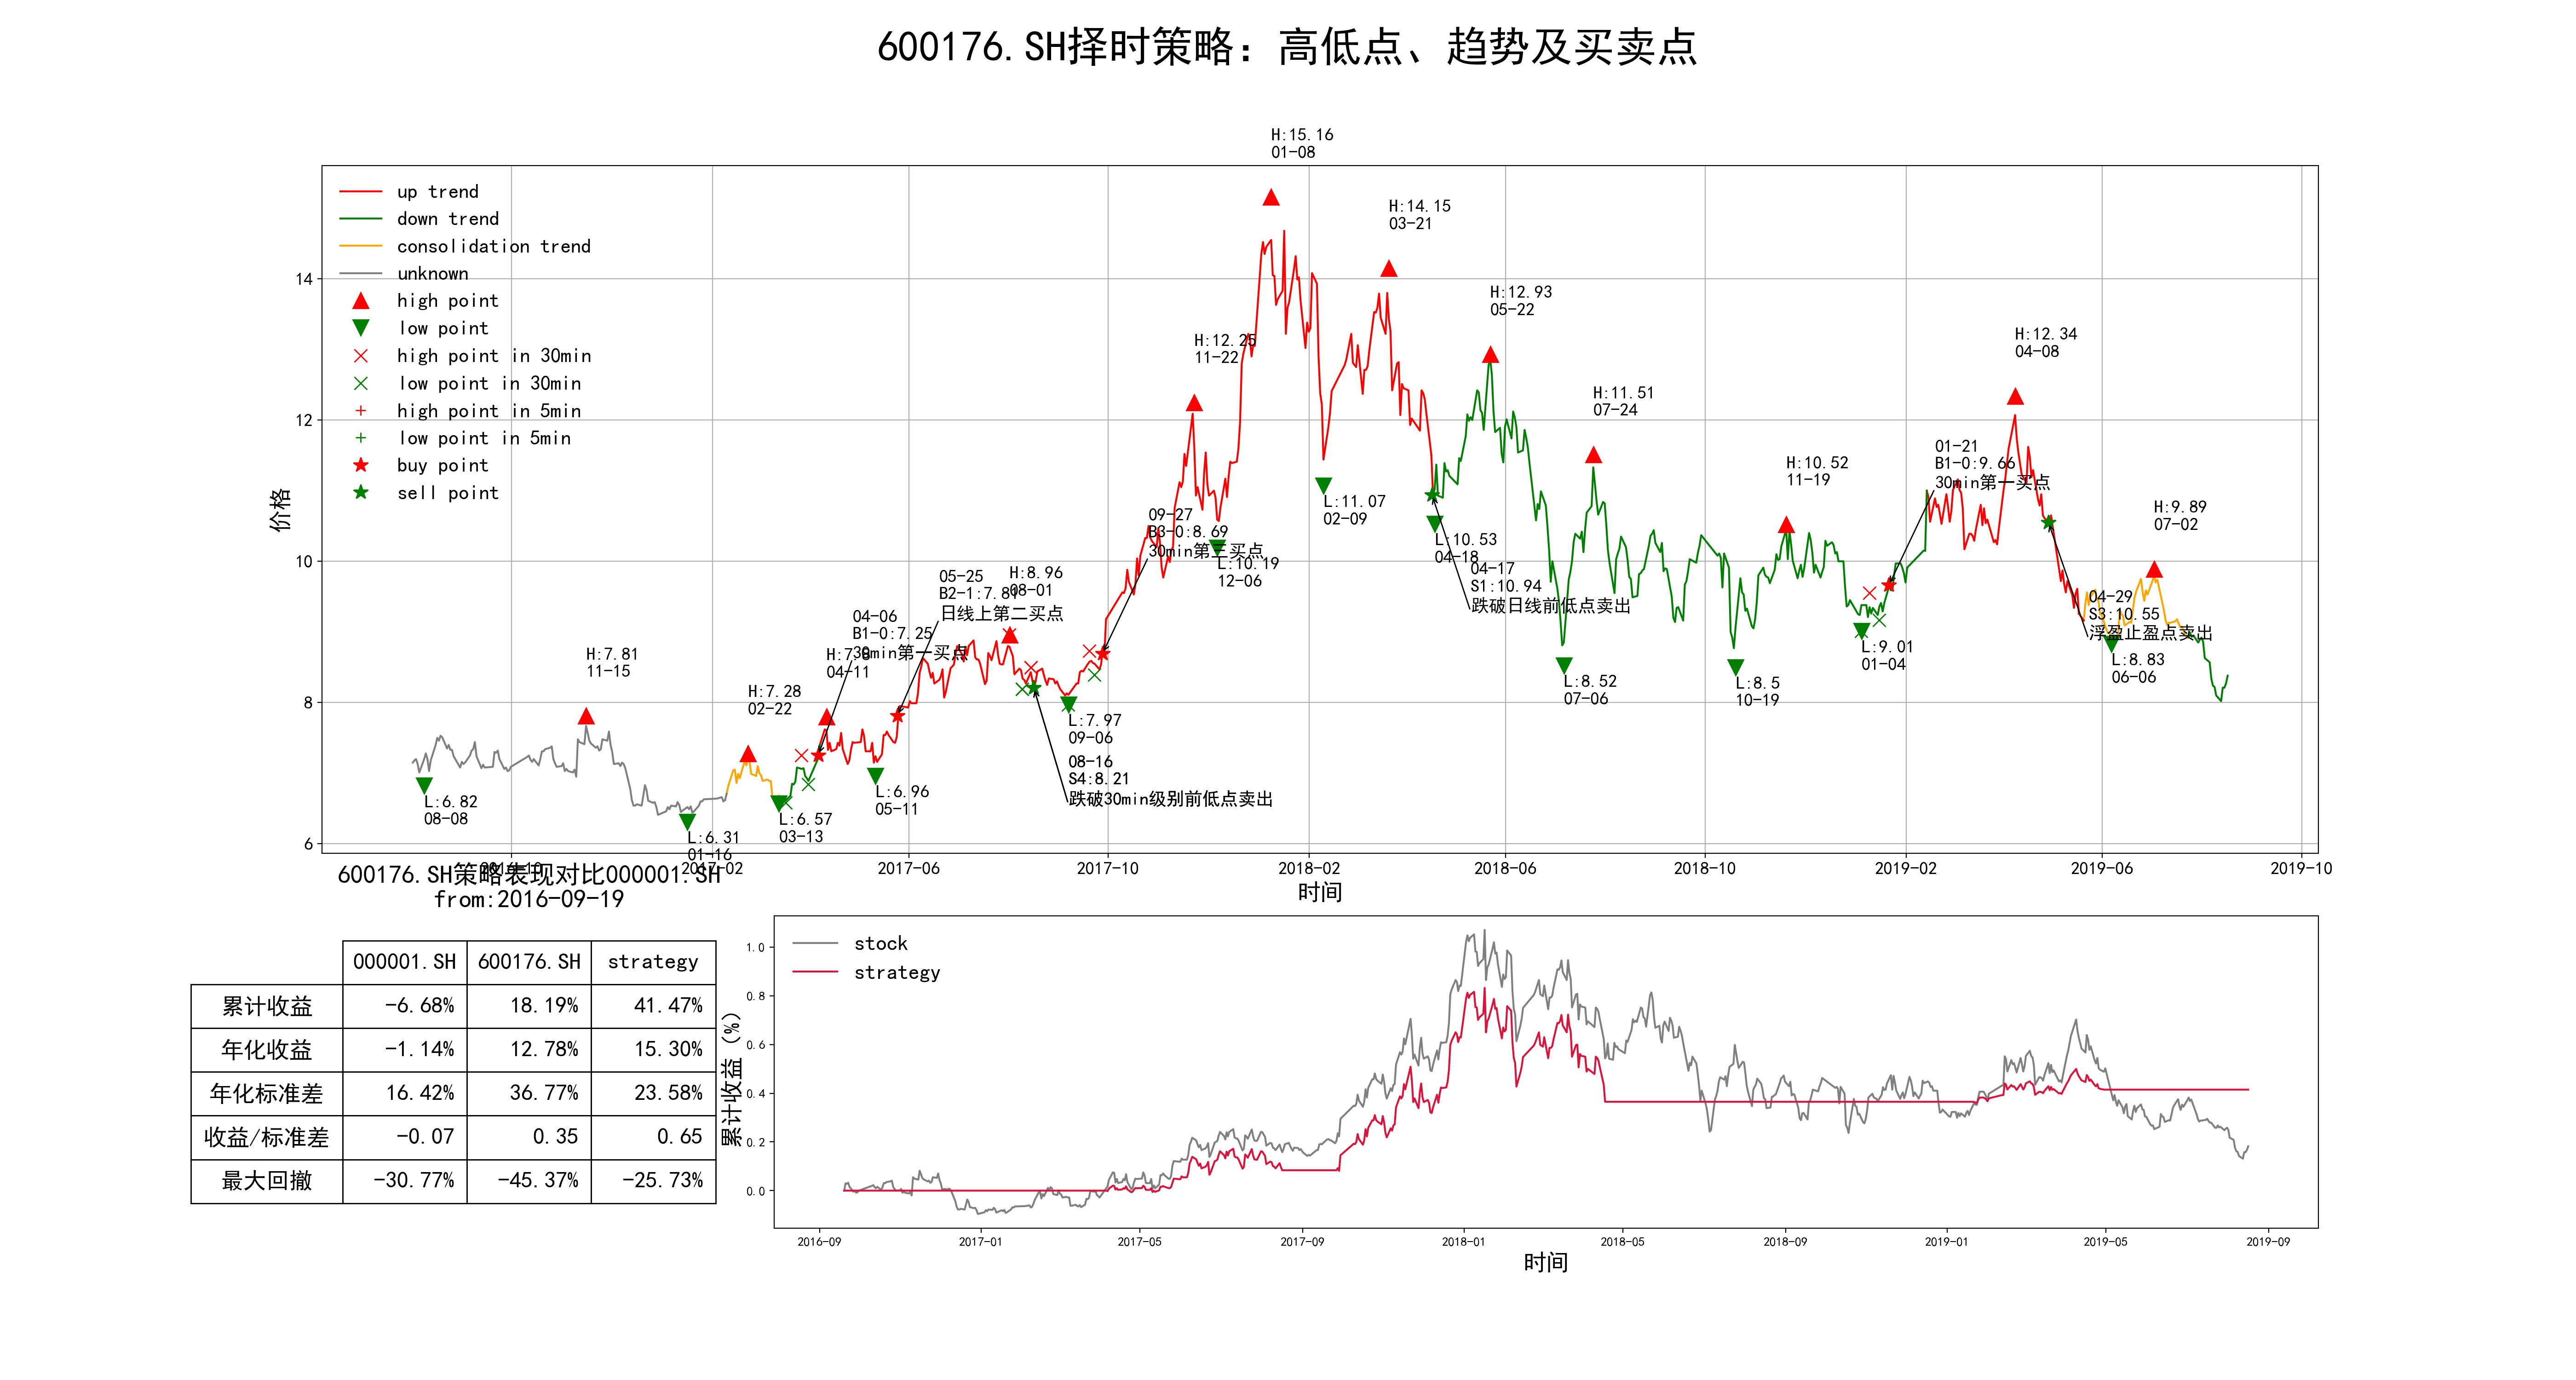 600176.SH择时策略: 高低点、趋势及买卖点
H:15.16
01-08
H:14.15
03-21
H:12.93
05-22
H:12.25
11-22
H:12.34
04-08
H:11.51
07-24
H:10.52
11-19
H:9.89
07-02
H:8.96
08-01
H:7.81
11-15
H:7.28
02-22
04-11
up trend
down trend
consolidation trend
unknown
high point
low point
high point in 30min
low point in 30min
high point in 5min
low point in 5min
buy point
sell point
01-21
B1-0:9.66
30min第一买点
09-27
B3-0:8.69
30min第三买点
05-25
B2-1:7.81
日线上第二买点
04-06
B1-0:7.25
30min第一买点
L:11.07
02-09
L:10.53
04-18
04-17
S1:10.94
跌破日线前低点卖出
L:10.19
12-06
04-29
S3:10.55
浮盈止盈点卖出
L:9.01
01-04
L:8.83
06-06
L:8.52
07-06
L:8.5
10-19
L:7.97
09-06
08-16
S4:8.21
跌破30min级别前低点卖出
L:6.96
05-11
L:6.82
08-08
L:6.57
03-13
L:6.31
01-16
价格
14
12
10
8
6
2017-02
2017-06
2017-10
2018-02
2018-06
2018-10
2019-02
2019-06
2019-10
时间
600176.SH策略表现对比000001.SH
from:2016-09-19
000001.SH 600176.SH strategy
累计收益 -6.68% 18.19% 41.47%
年化收益 -1.14% 12.78% 15.30%
年化标准差 16.42% 36.77% 23.58%
收益/标准差 -0.07 0.35 0.65
最大回撤 -30.77% -45.37% -25.73%
stock
strategy
累计收益 (%)
1.0
0.8
0.6
0.4
0.2
0.0
2016-09
2017-01
2017-05
2017-09
2018-01
2018-05
2018-09
2019-01
2019-05
2019-09
时间